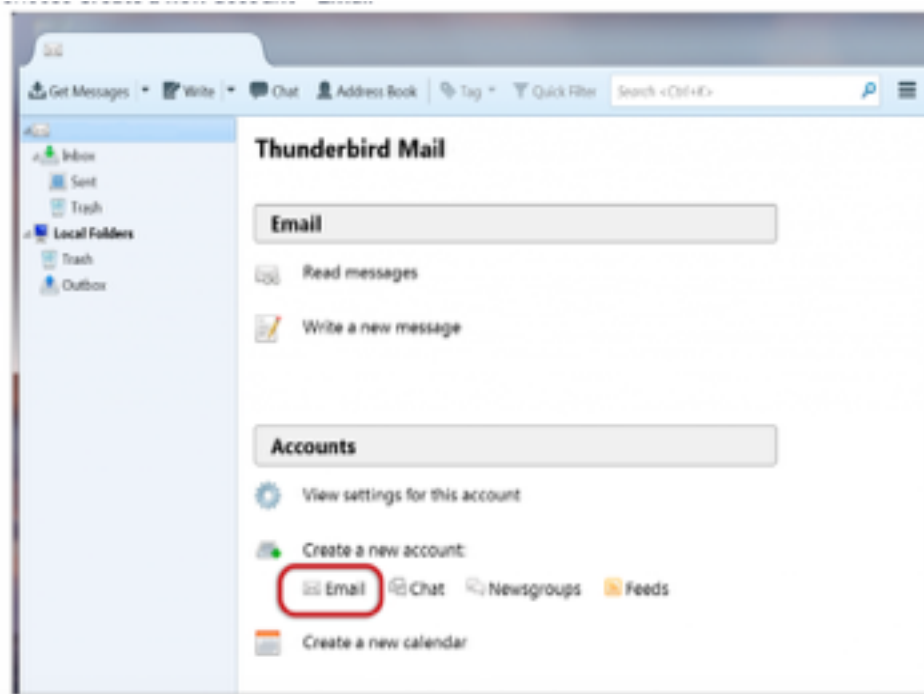 Get Messages Write Chat Address Book Tag Quick Filter Search <Ctrl+K>
Inbox
Sent
Trash
Local Folders
Trash
Outbox
Thunderbird Mail
Email
Read messages
Write a new message
Accounts
View settings for this account
Create a new account:
Email Chat Newsgroups Feeds
Create a new calendar